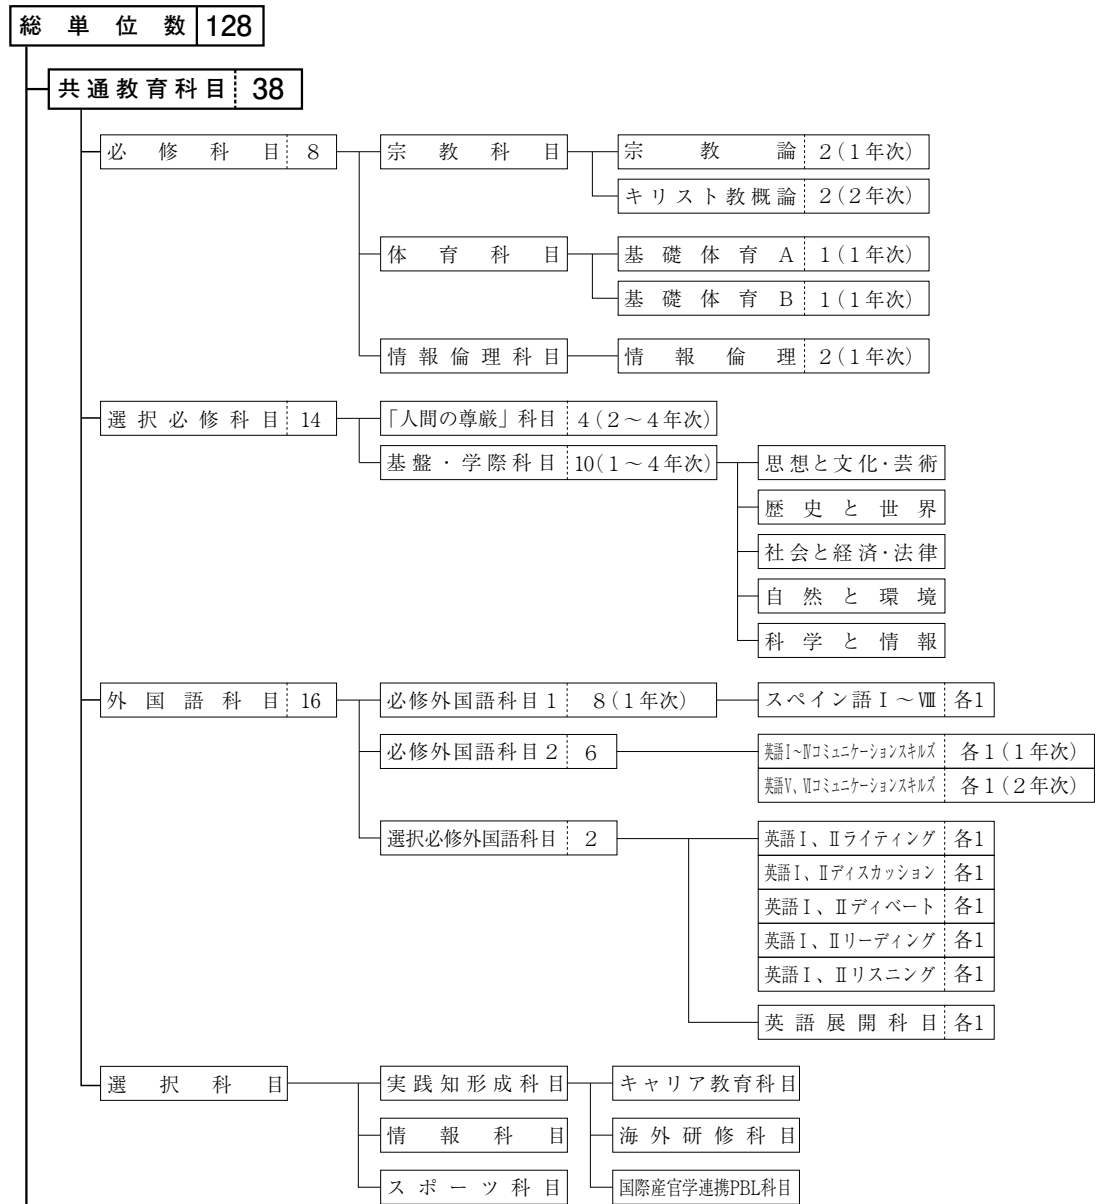 総単位数 128
共通教育科目 38
必修科目 8 宗教科目 宗教論 2(1年次)
キリスト教概論 2(2年次)
体育科目 基礎体育A 1(1年次)
基礎体育B 1(1年次)
情報倫理科目 情報倫理 2(1年次)
選択必修科目 14 「人間の尊厳」科目 4(2～4年次)
基盤・学際科目 10(1～4年次) 思想と文化・芸術
歴史と世界
社会と経済・法律
自然と環境
科学と情報
外国語科目 16 必修外国語科目1 8(1年次) スペイン語Ⅰ～Ⅷ 各1
必修外国語科目2 6 英語Ⅰ～Ⅳコミュニケーションスキルズ 各1(1年次)
英語Ⅴ、Ⅵコミュニケーションスキルズ 各1(2年次)
選択必修外国語科目 2 英語Ⅰ、Ⅱライティング 各1
英語Ⅰ、Ⅱディスカッション 各1
英語Ⅰ、Ⅱディベート 各1
英語Ⅰ、Ⅱリーディング 各1
英語Ⅰ、Ⅱリスニング 各1
英語展開科目 各1
選択科目 実践知形成科目 キャリア教育科目
情報科目 海外研修科目
スポーツ科目 国際産官学連携PBL科目